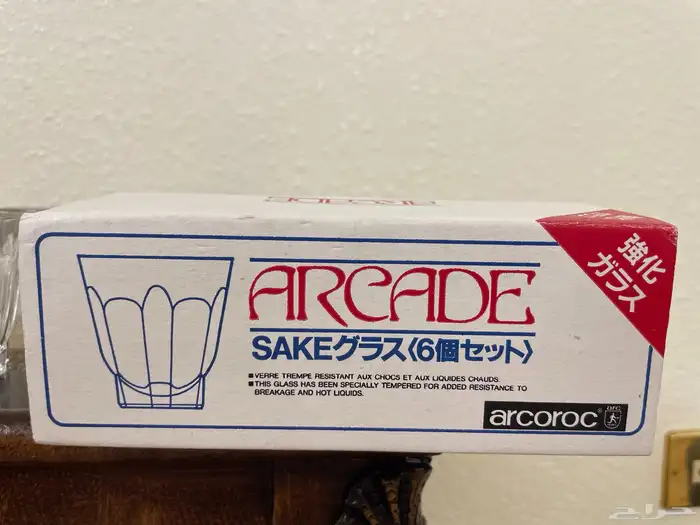 強化
ガラス
ARCADE
SAKEグラス〈6個セット〉
■VERRE TREMPE RESISTANT AUX CHOCS ET AUX LIQUIDES CHAUDS.
■THIS GLASS HAS BEEN SPECIALLY TEMPERED FOR ADDED RESISTANCE TO
BREAKAGE AND HOT LIQUIDS.
arcoroc®
حراج